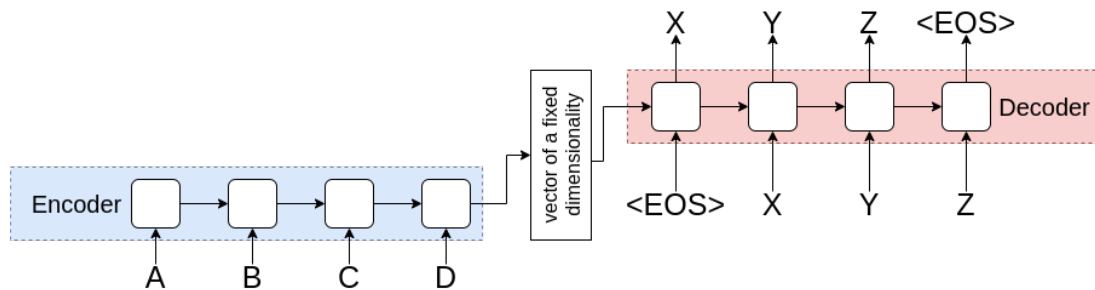 X Y Z <EOS>
vector of a fixed
dimensionality
Decoder
<EOS> X Y Z
Encoder
A B C D